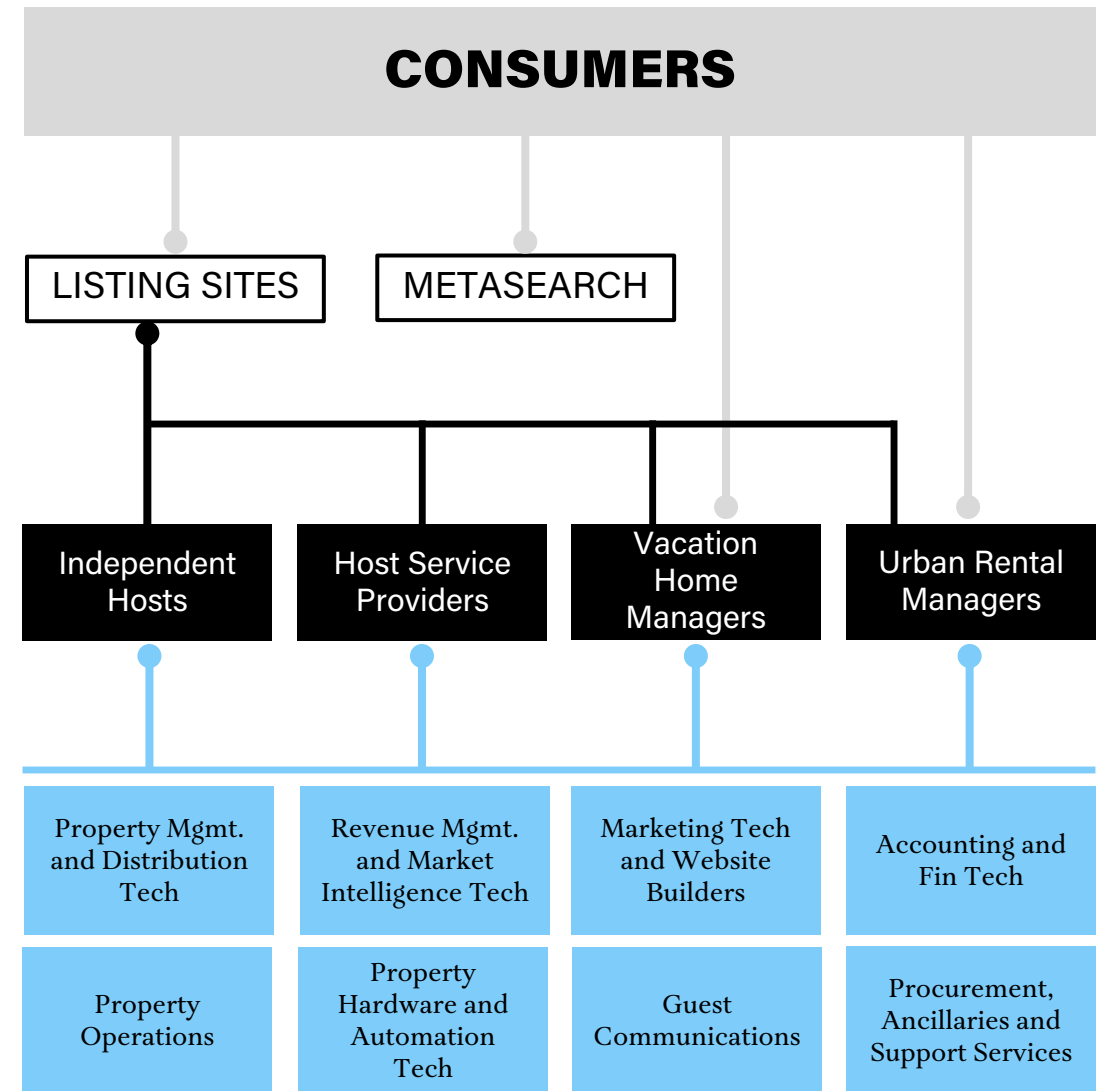 CONSUMERS
LISTING SITES
METASEARCH
Independent
Hosts
Host Service
Providers
Vacation
Home
Managers
Urban Rental
Managers
Property Mgmt.
and Distribution
Tech
Revenue Mgmt.
and Market
Intelligence Tech
Marketing Tech
and Website
Builders
Accounting and
Fin Tech
Property
Operations
Property
Hardware and
Automation
Tech
Guest
Communications
Procurement,
Ancillaries and
Support Services